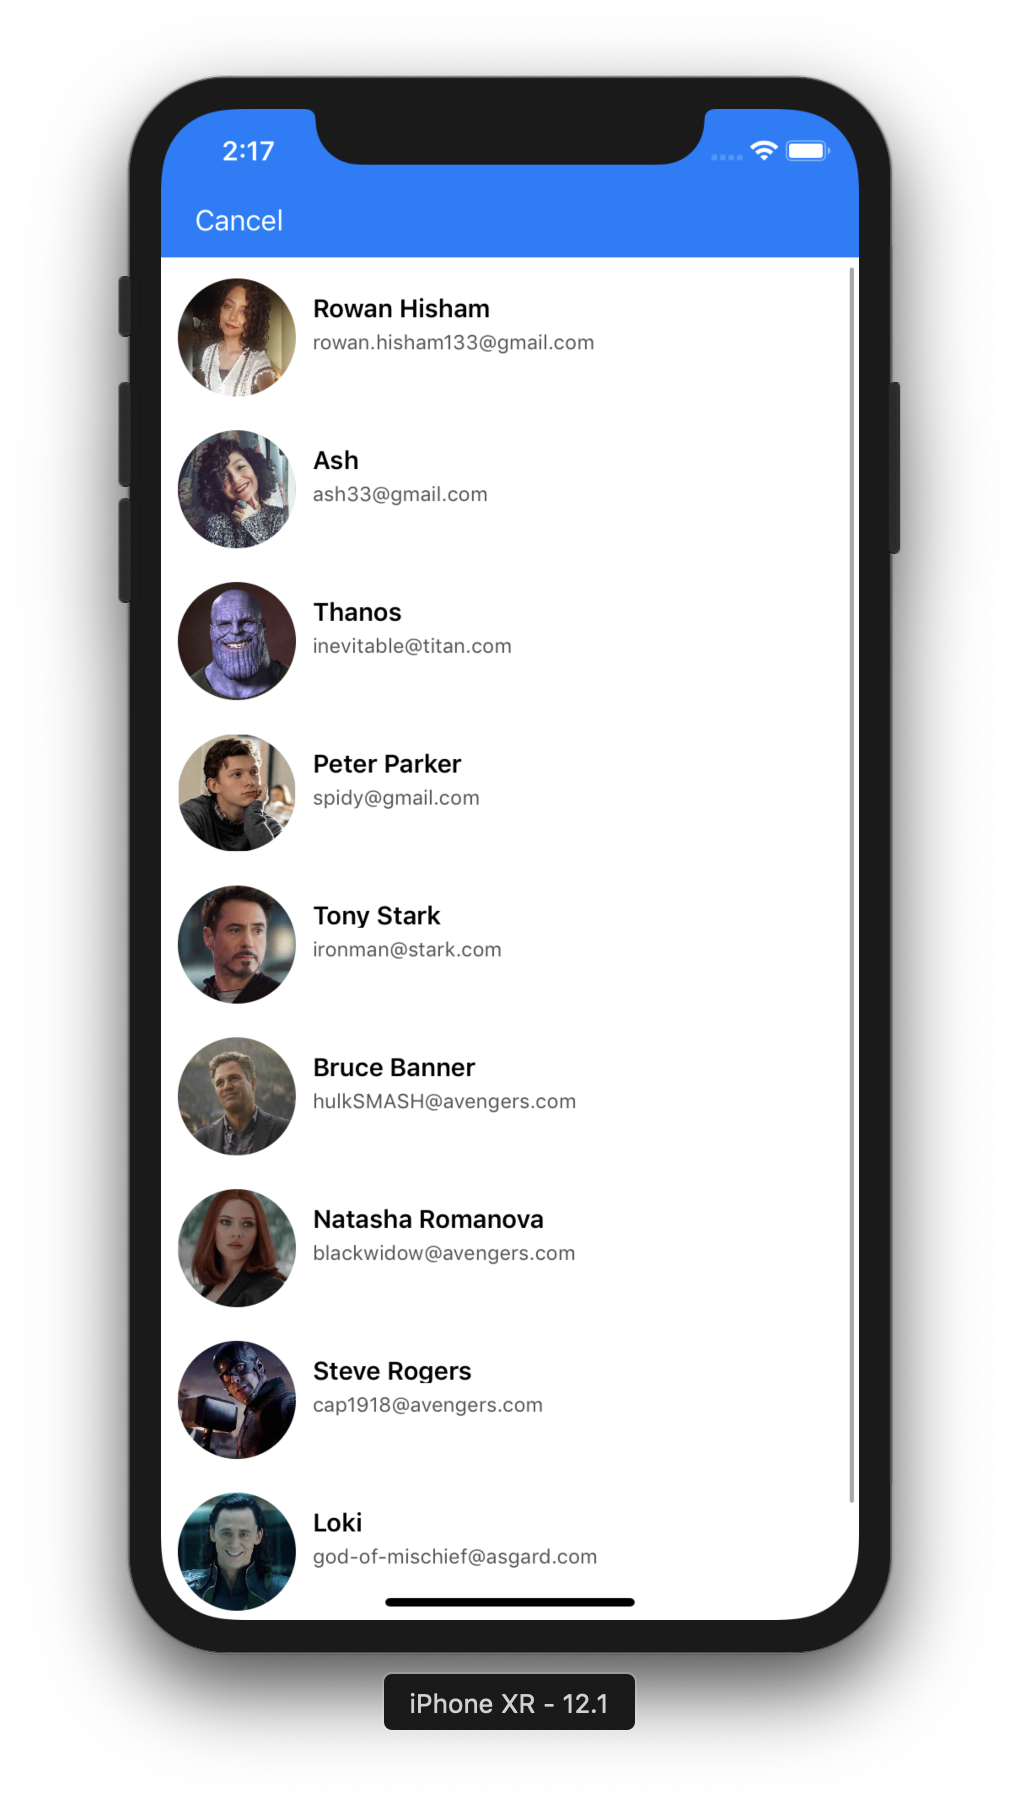 2:17
Cancel
Rowan Hisham
rowan.hisham133@gmail.com
Ash
ash33@gmail.com
Thanos
inevitable@titan.com
Peter Parker
spidy@gmail.com
Tony Stark
ironman@stark.com
Bruce Banner
hulkSMASH@avengers.com
Natasha Romanova
blackwidow@avengers.com
Steve Rogers
cap1918@avengers.com
Loki
god-of-mischief@asgard.com
iPhone XR - 12.1